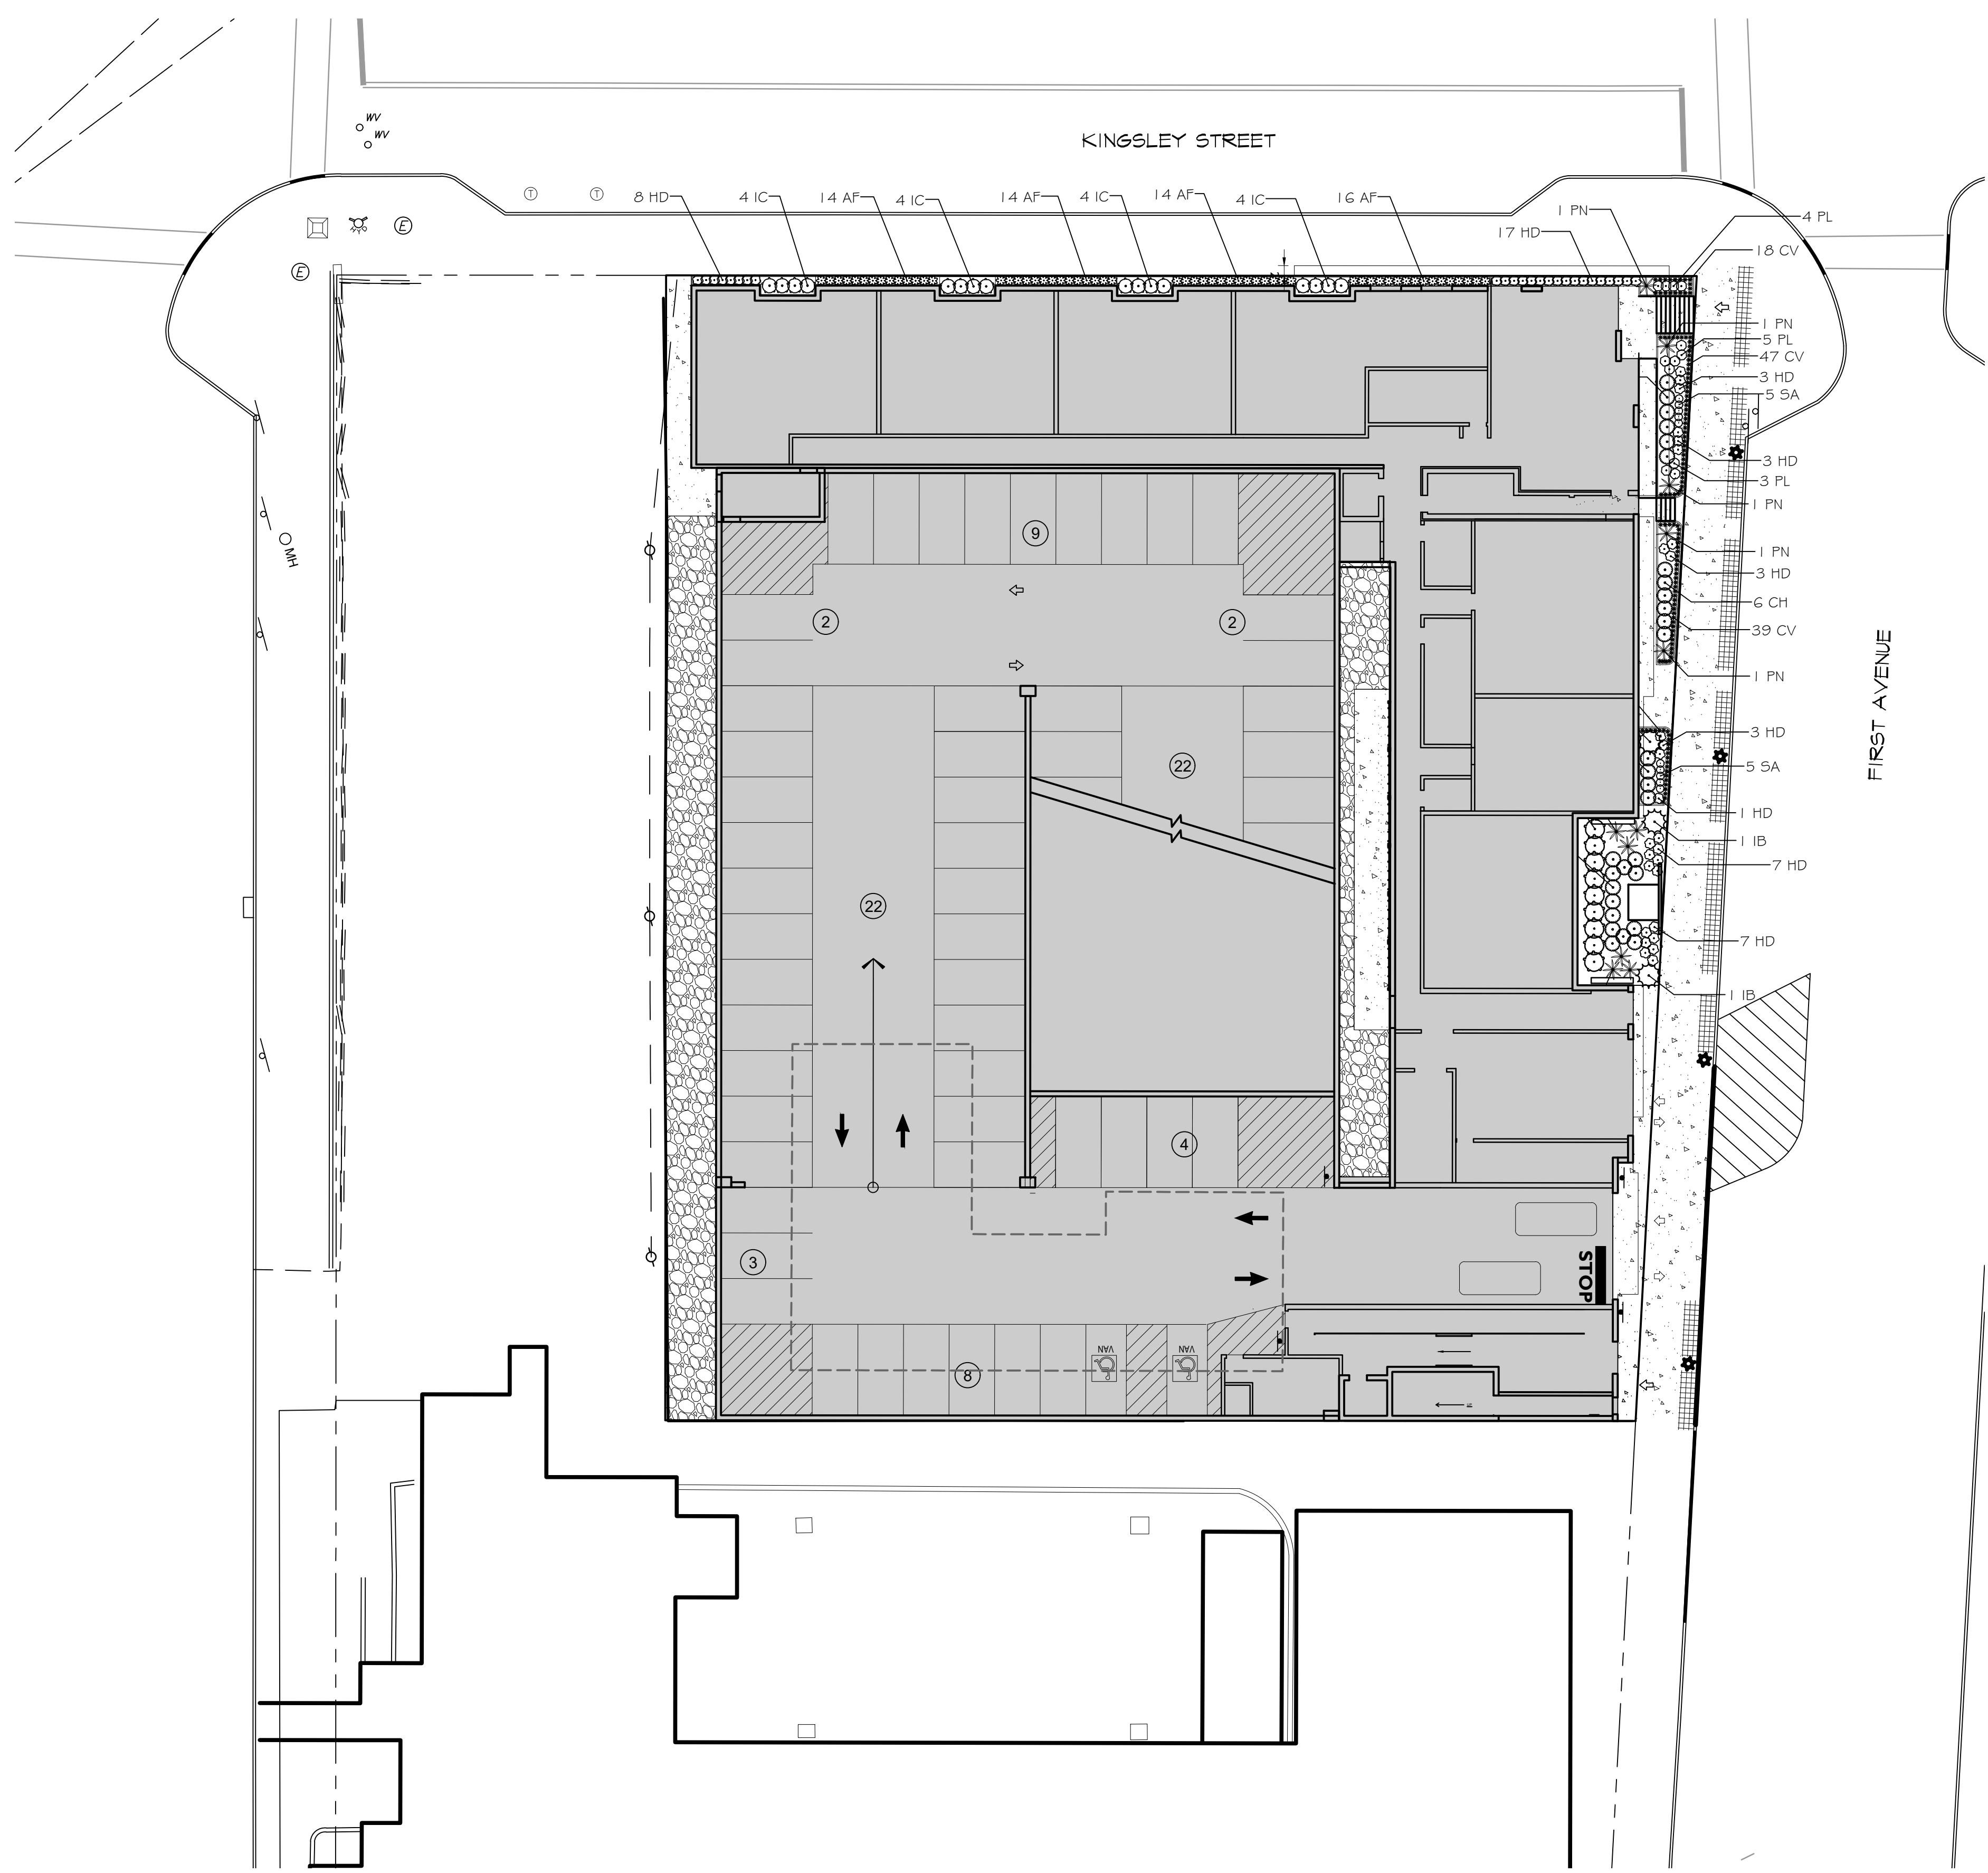 WV
WV
KINGSLEY STREET
T
T
8 HD
4 IC
14 AF
4 IC
14 AF
4 IC
14 AF
4 IC
16 AF
1 PN
17 HD
4 PL
18 CV
E
E
1 PN
5 PL
47 CV
3 HD
5 SA
3 HD
3 PL
1 PN
MH
9
1 PN
3 HD
6 CH
39 CV
1 PN
2
2
FIRST AVENUE
3 HD
5 SA
1 HD
1 IB
7 HD
22
22
7 HD
1 IB
4
3
STOP
VAN
VAN
8